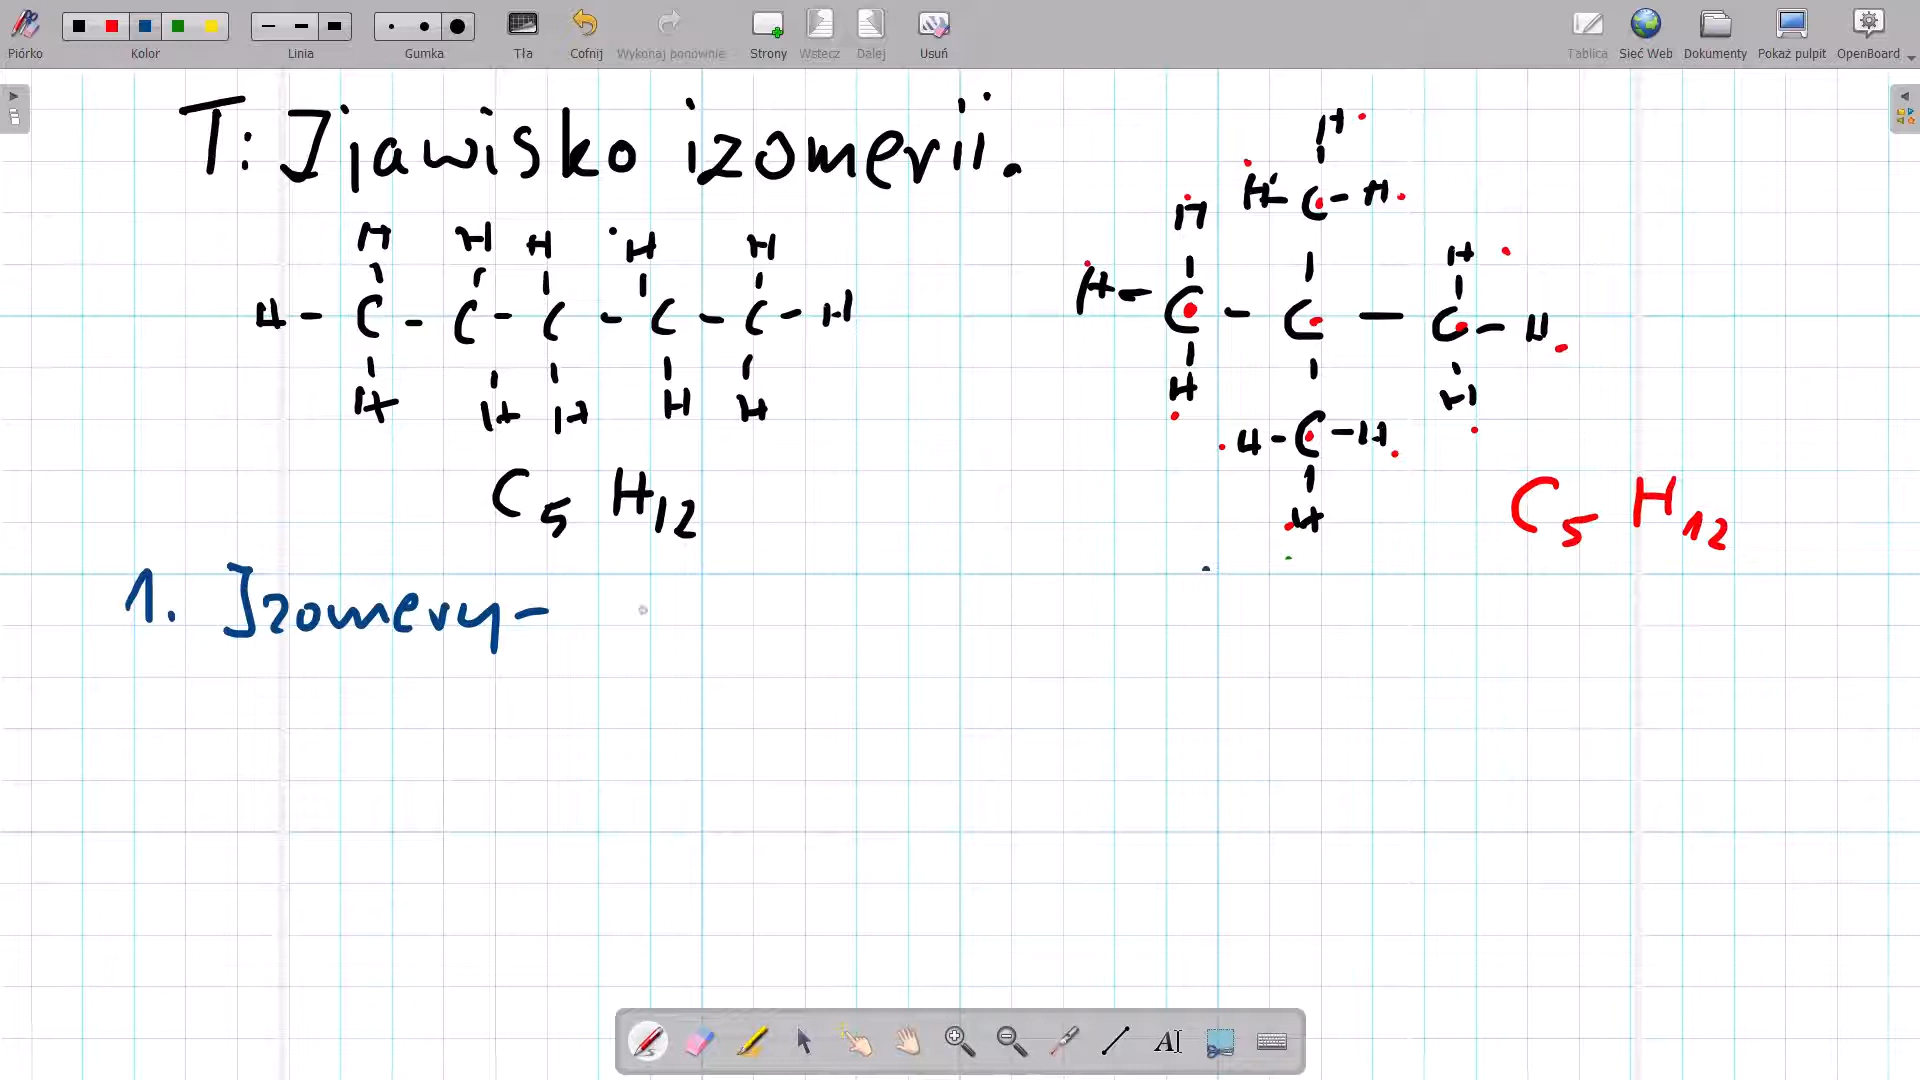 Piórko Kolor Linia Gumka Tła Cofnij Wykonaj ponownie Strony Wstecz Dalej Usuń Tablica Sieć Web Dokumenty Pokaż pulpit OpenBoard
T: Zjawisko izomerii.
H H H H H
H - C - C - C - C - C - H
H H H H H
C5 H12
H
H - C - H
H H
H - C - C - C - H
H H
H - C - H
H
C5 H12
1. Izomery -